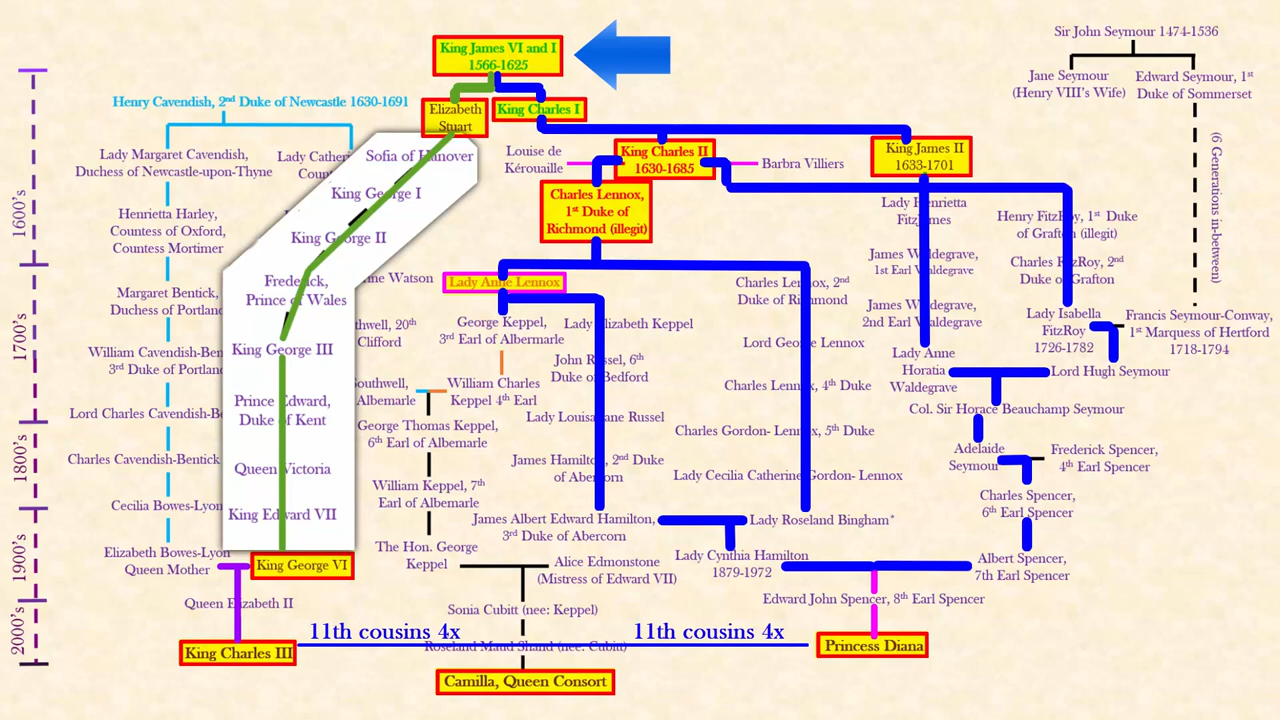 King James VI and I
1566-1625
Sir John Seymour 1474-1536
Jane Seymour
(Henry VIII's Wife)
Edward Seymour, 1st
Duke of Sommerset
(6 Generations in-between)
Henry Cavendish, 2nd Duke of Newcastle 1630-1691
Elizabeth
Stuart
King Charles I
Lady Margaret Cavendish,
Duchess of Newcastle-upon-Tyne
Sofia of Hanover
Louise de
Kérouaille
King Charles II
1630-1685
Barbra Villiers
King James II
1633-1701
1600's
King George I
Charles Lennox,
1st Duke of
Richmond (illegit)
Lady Henrietta
FitzJames
Henry FitzRoy, 1st Duke
of Grafton (illegit)
Henrietta Harley,
Countess of Oxford,
Countess Mortimer
King George II
James Waldegrave,
1st Earl Waldegrave
Charles FitzRoy, 2nd
Duke of Grafton
Frederick,
Prince of Wales
Watson
Lady Anne Lennox
Charles Lennox, 2nd
Duke of Richmond
Margaret Bentick,
Duchess of Portland
1700's
20th
Clifford
George Keppel,
3rd Earl of Albermarle
Lady Elizabeth Keppel
James Waldegrave,
2nd Earl Waldegrave
Lady Isabella
FitzRoy
1726-1782
Francis Seymour-Conway,
1st Marquess of Hertford
1718-1794
King George III
Lord George Lennox
William Cavendish-Ben
3rd Duke of Portland
John Russel, 6th
Duke of Bedford
Lady Anne
Horatia
Waldegrave
Lord Hugh Seymour
Albemarle
William Charles
Keppel 4th Earl
Charles Lennox, 4th Duke
Prince Edward,
Duke of Kent
Lord Charles Cavendish-Be
Lady Louisa Jane Russel
Col. Sir Horace Beauchamp Seymour
George Thomas Keppel,
6th Earl of Albemarle
Charles Gordon- Lennox, 5th Duke
1800's
Charles Cavendish-Bentick
Queen Victoria
James Hamilton, 2nd Duke
of Abercorn
Lady Cecilia Catherine Gordon- Lennox
Adelaide
Seymour
Frederick Spencer,
4th Earl Spencer
William Keppel, 7th
Earl of Albemarle
Charles Spencer,
6th Earl Spencer
Cecilia Bowes-Lyon
King Edward VII
James Albert Edward Hamilton,
3rd Duke of Abercorn
Lady Roseland Bingham*
1900's
Elizabeth Bowes-Lyon
Queen Mother
King George VI
The Hon. George
Keppel
Alice Edmonstone
(Mistress of Edward VII)
Lady Cynthia Hamilton
1879-1972
Albert Spencer,
7th Earl Spencer
Queen Elizabeth II
Sonia Cubitt (nee: Keppel)
Edward John Spencer, 8th Earl Spencer
2000's
11th cousins 4x
11th cousins 4x
King Charles III
Roseland Maud Shand (nee: Cubitt)
Princess Diana
Camilla, Queen Consort